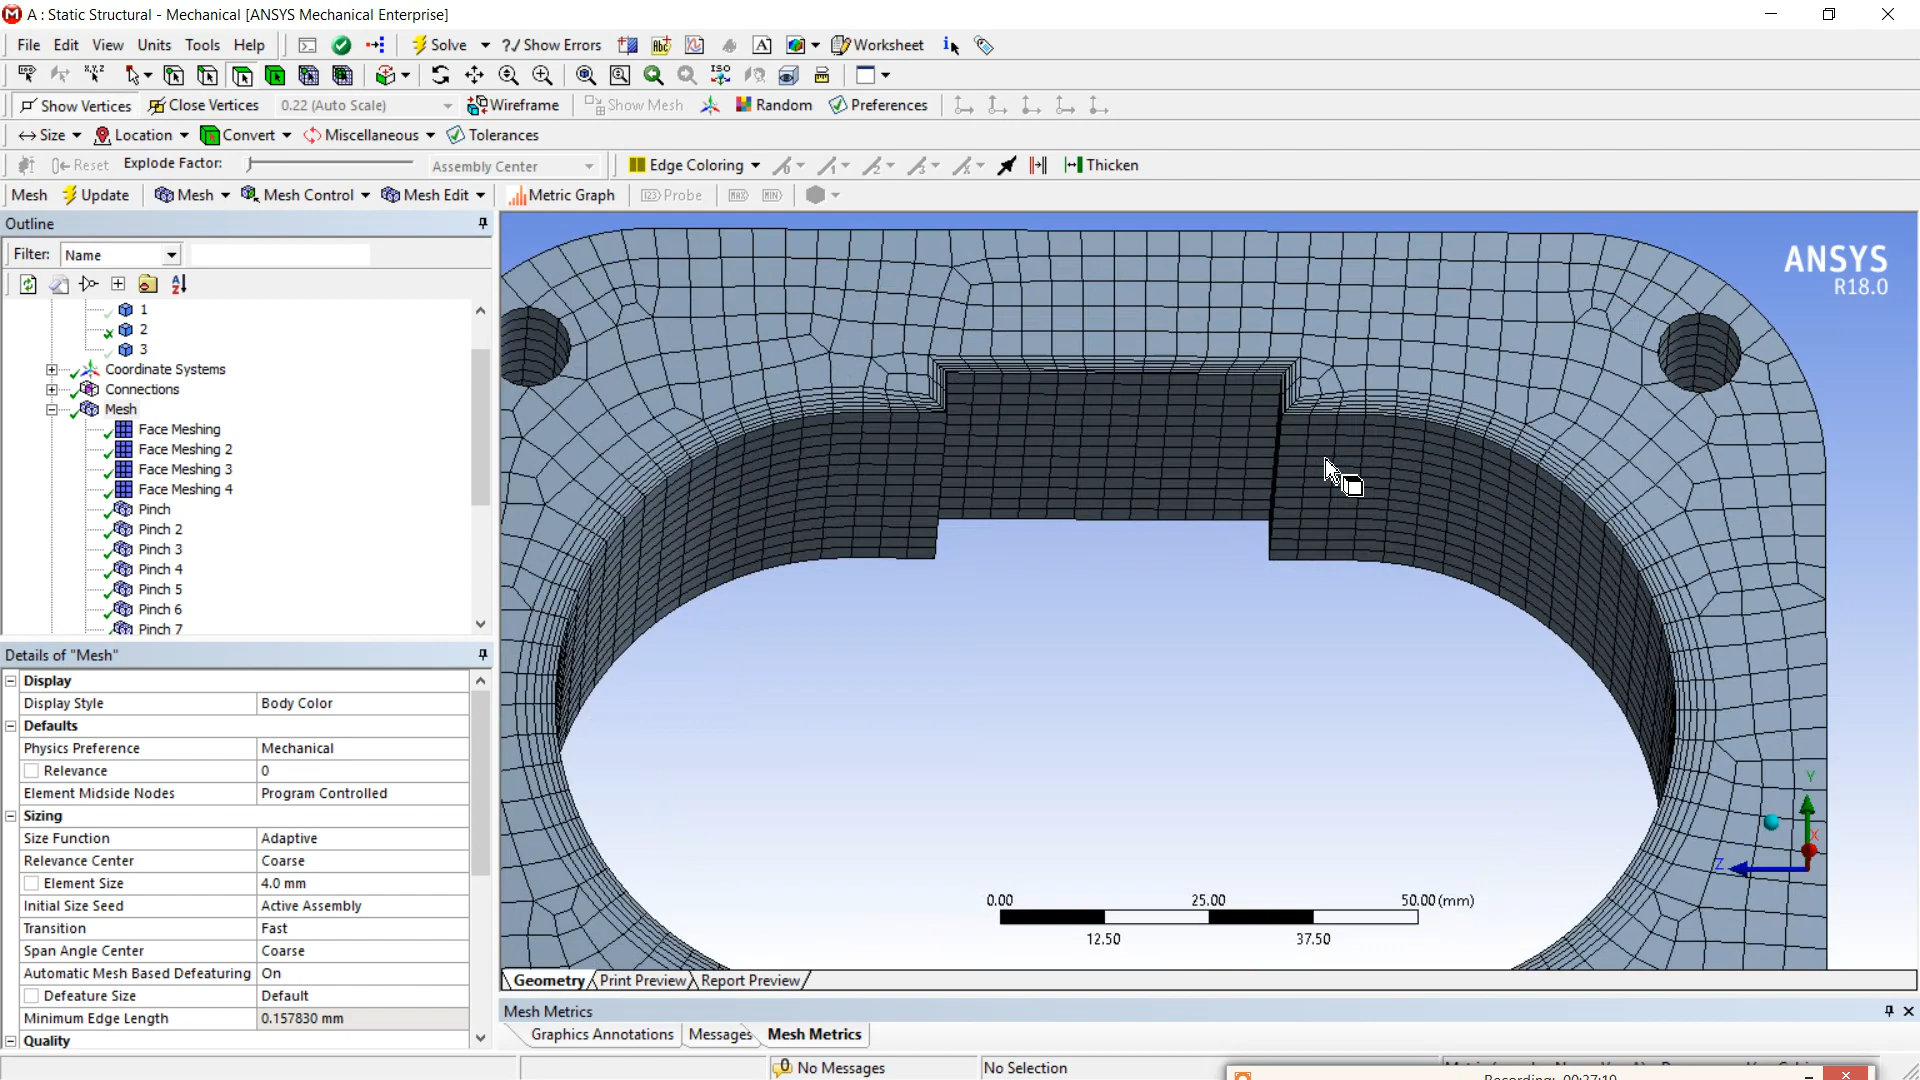 A : Static Structural - Mechanical [ANSYS Mechanical Enterprise]
File Edit View Units Tools Help Solve ?/ Show Errors Worksheet
ISO
Show Vertices Close Vertices 0.22 (Auto Scale) Wireframe Show Mesh Random Preferences
Size Location Convert Miscellaneous Tolerances
Reset Explode Factor: Assembly Center Edge Coloring Thicken
Mesh Update Mesh Mesh Control Mesh Edit Metric Graph Probe MAX MIN
Outline
Filter: Name
1
2
3
Coordinate Systems
Connections
Mesh
Face Meshing
Face Meshing 2
Face Meshing 3
Face Meshing 4
Pinch
Pinch 2
Pinch 3
Pinch 4
Pinch 5
Pinch 6
Pinch 7
Details of "Mesh"
Display
Display Style Body Color
Defaults
Physics Preference Mechanical
Relevance 0
Element Midside Nodes Program Controlled
Sizing
Size Function Adaptive
Relevance Center Coarse
Element Size 4.0 mm
Initial Size Seed Active Assembly
Transition Fast
Span Angle Center Coarse
Automatic Mesh Based Defeaturing On
Defeature Size Default
Minimum Edge Length 0.157830 mm
Quality
ANSYS
R18.0
Y
X
Z
0.00 25.00 50.00 (mm)
12.50 37.50
Geometry Print Preview Report Preview
Mesh Metrics
Graphics Annotations Messages Mesh Metrics
0 No Messages No Selection
Recording: 00:27:19